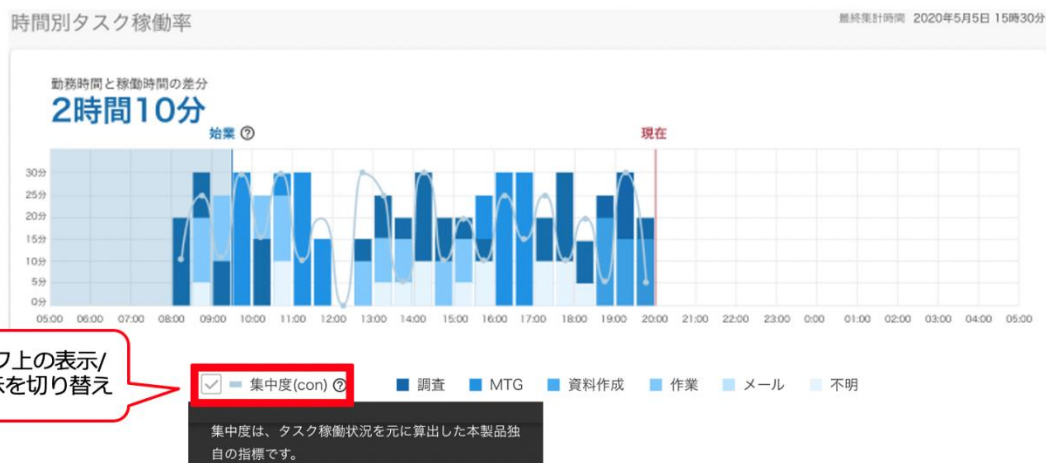 時間別タスク稼働率
最終集計時間 2020年5月5日 15時30分
勤務時間と稼働時間の差分
2時間10分
始業 ?
現在
30分
25分
20分
15分
10分
5分
0分
05:00 06:00 07:00 08:00 09:00 10:00 11:00 12:00 13:00 14:00 15:00 16:00 17:00 18:00 19:00 20:00 21:00 22:00 23:00 0:00 01:00 02:00 03:00 04:00 05:00
フ上の表示/
を切り替え
集中度(con) ? 調査 MTG 資料作成 作業 メール 不明
集中度は、タスク稼働状況を元に算出した本製品独
自の指標です。